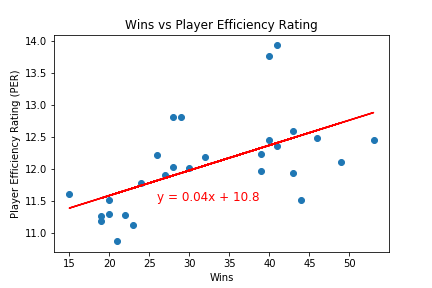 Wins vs Player Efficiency Rating
Player Efficiency Rating (PER)
14.0
13.5
13.0
12.5
12.0
11.5
11.0
y = 0.04x + 10.8
15 20 25 30 35 40 45 50
Wins